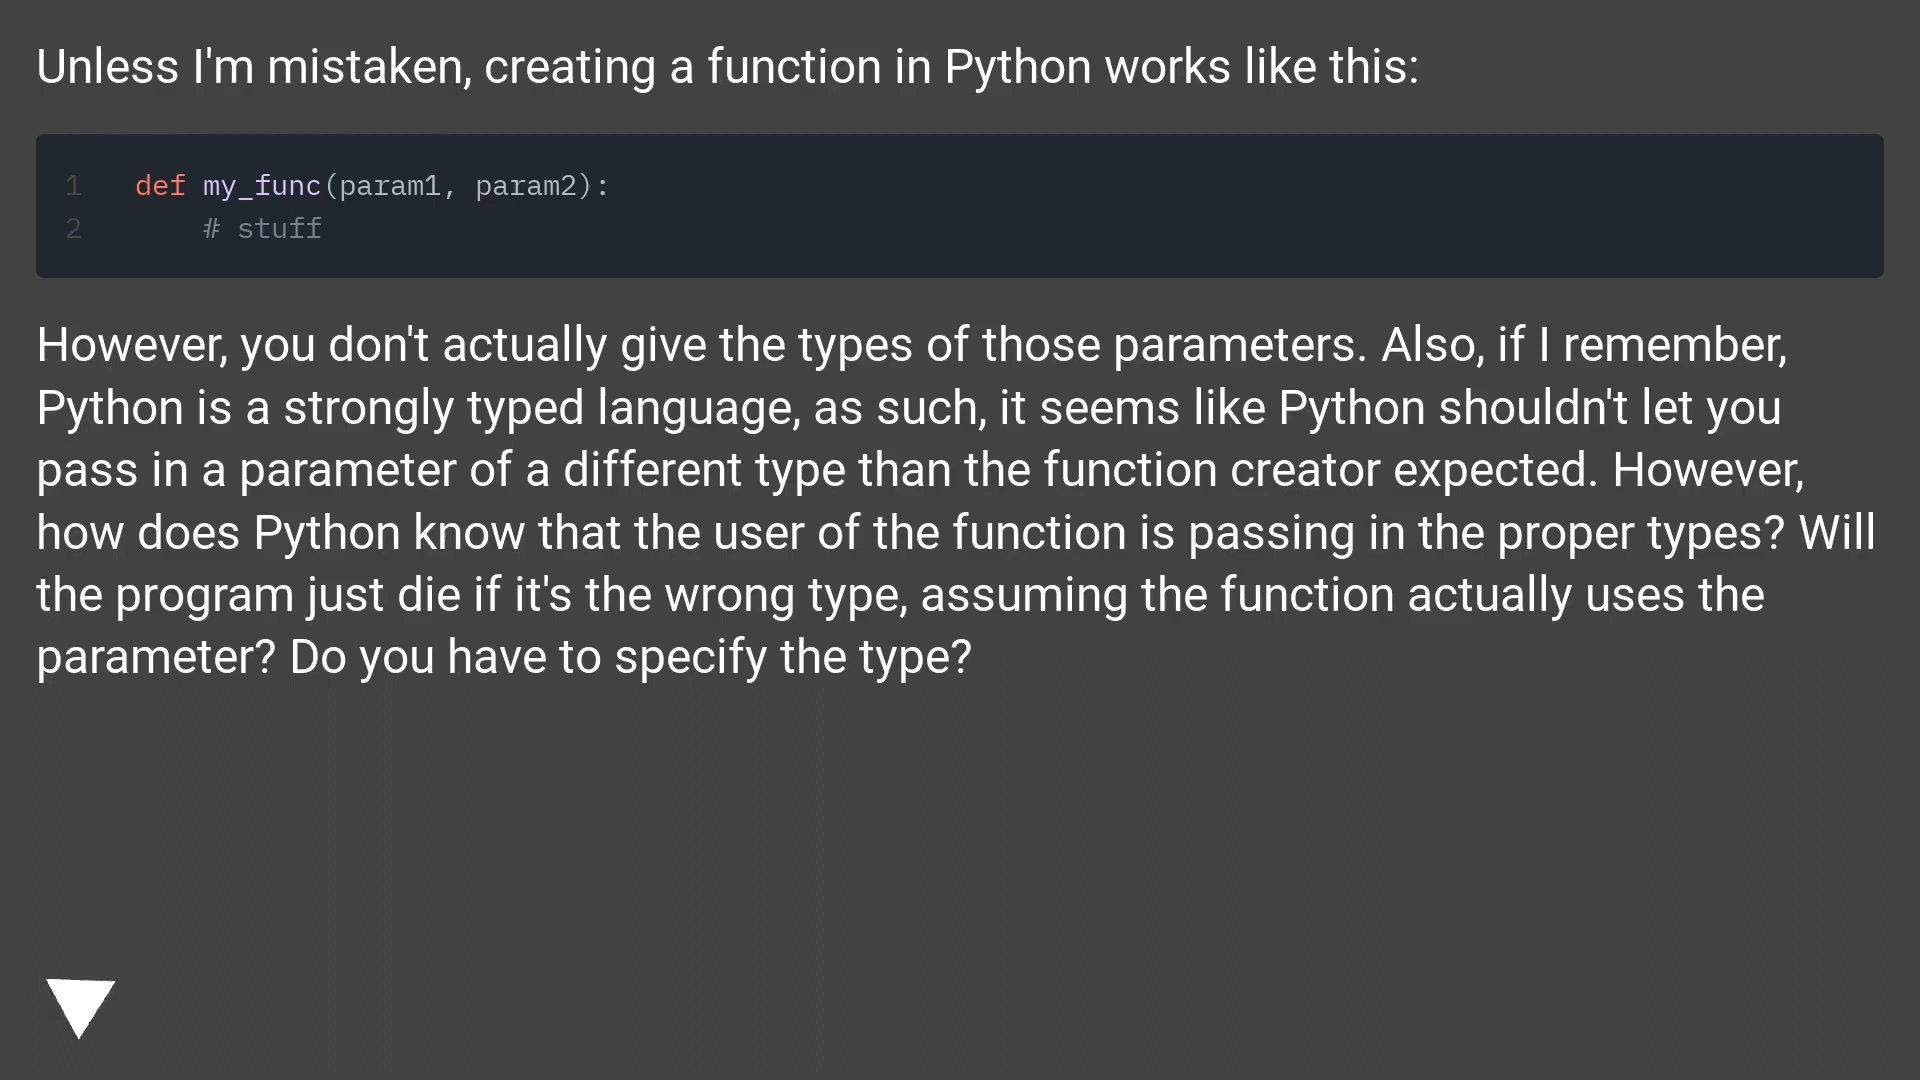 Unless I'm mistaken, creating a function in Python works like this:
1 def my_func(param1, param2):
2 # stuff
However, you don't actually give the types of those parameters. Also, if I remember,
Python is a strongly typed language, as such, it seems like Python shouldn't let you
pass in a parameter of a different type than the function creator expected. However,
how does Python know that the user of the function is passing in the proper types? Will
the program just die if it's the wrong type, assuming the function actually uses the
parameter? Do you have to specify the type?